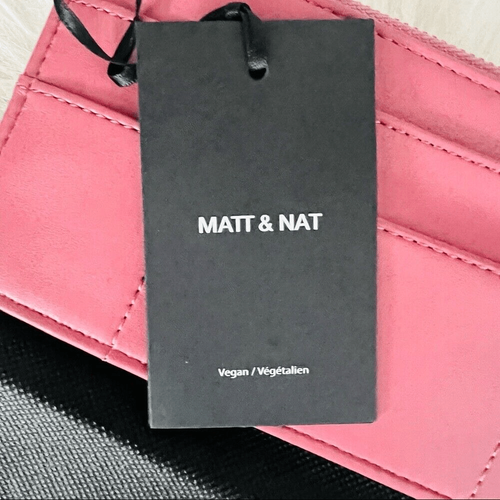 MATT & NAT
Vegan / Végétalien